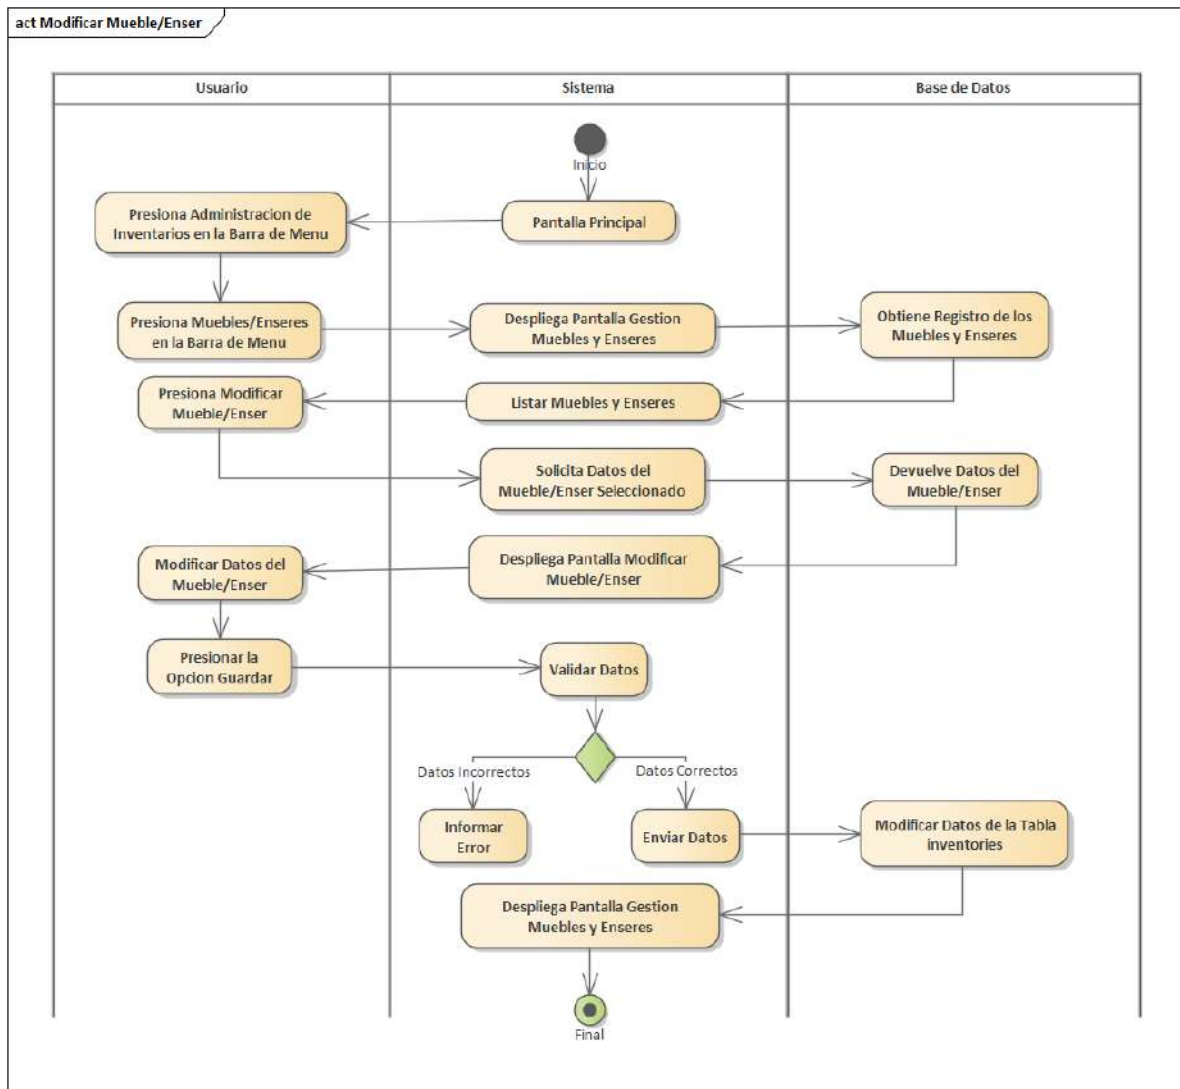 act Modificar Mueble/Enser
Usuario
Sistema
Base de Datos
Inicio
Presiona Administracion de
Inventarios en la Barra de Menu
Pantalla Principal
Presiona Muebles/Enseres
en la Barra de Menu
Despliega Pantalla Gestion
Muebles y Enseres
Obtiene Registro de los
Muebles y Enseres
Presiona Modificar
Mueble/Enser
Listar Muebles y Enseres
Solicita Datos del
Mueble/Enser Seleccionado
Devuelve Datos del
Mueble/Enser
Modificar Datos del
Mueble/Enser
Despliega Pantalla Modificar
Mueble/Enser
Presionar la
Opcion Guardar
Validar Datos
Datos Incorrectos
Datos Correctos
Informar
Error
Enviar Datos
Modificar Datos de la Tabla
inventories
Despliega Pantalla Gestion
Muebles y Enseres
Final